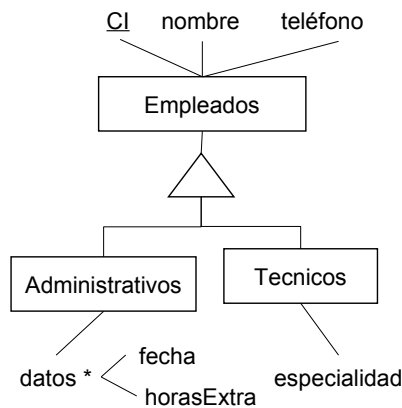 CI nombre teléfono
Empleados
Administrativos Tecnicos
fecha
datos * especialidad
horasExtra